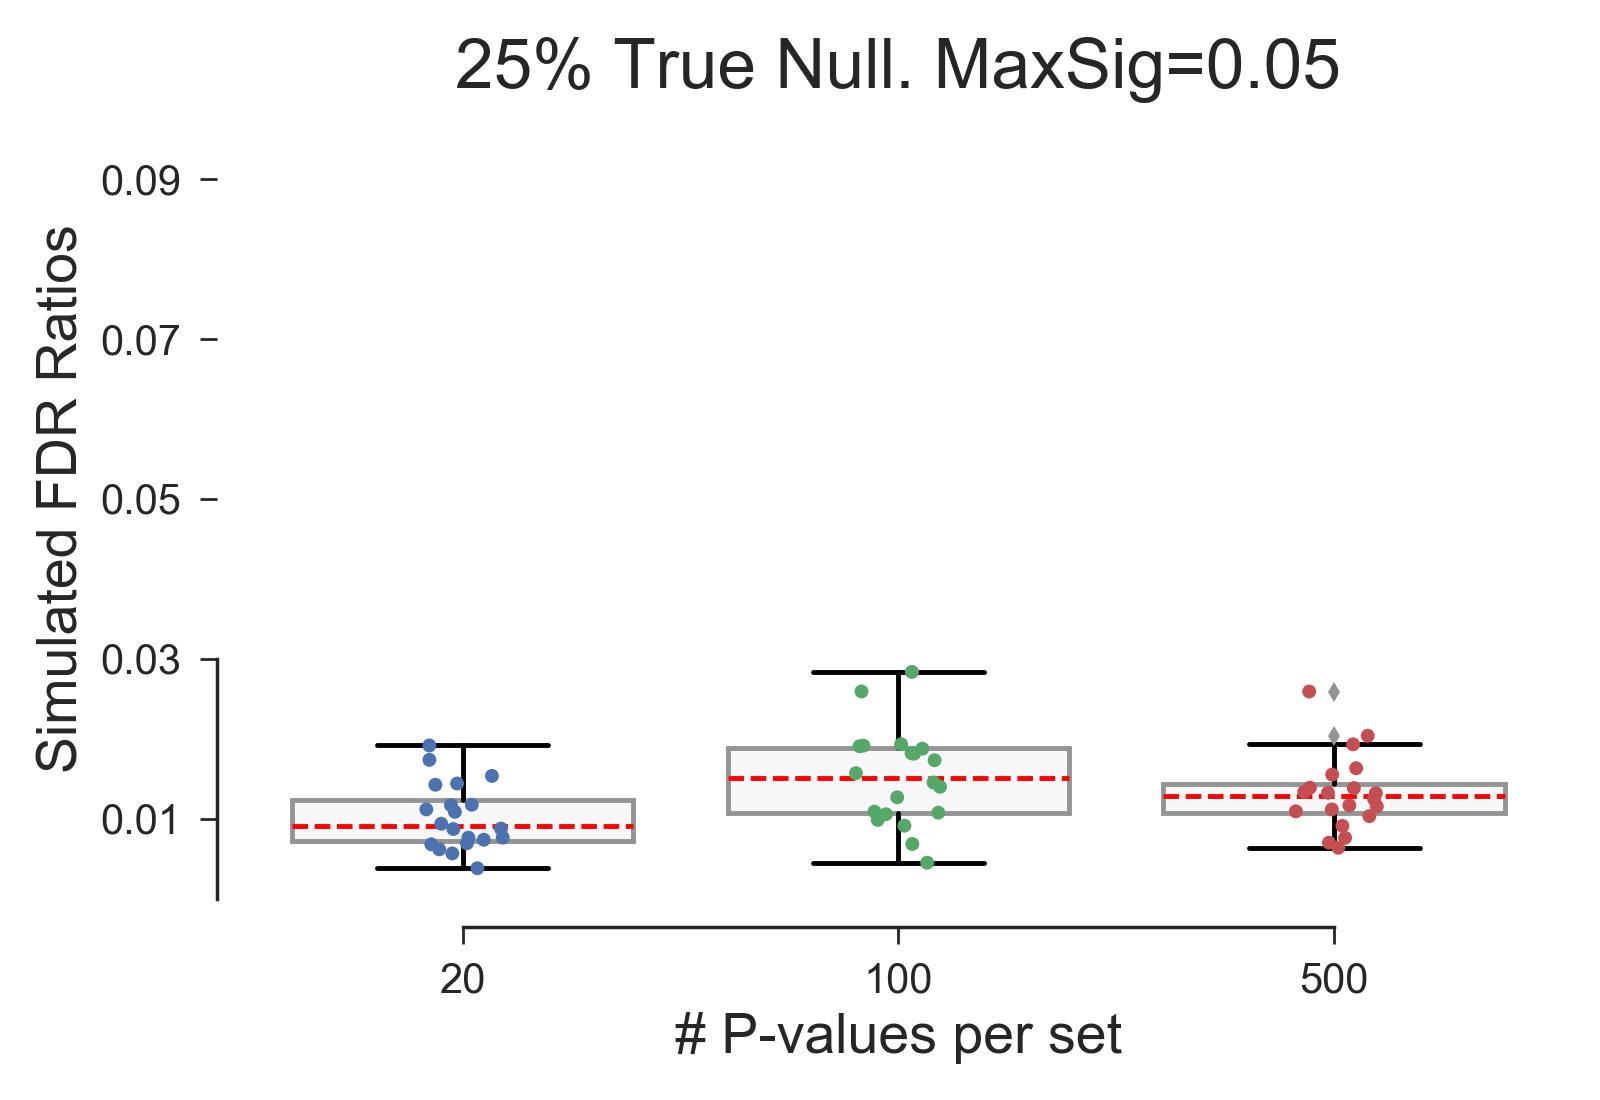 25% True Null. MaxSig=0.05
Simulated FDR Ratios
0.09
0.07
0.05
0.03
0.01
20
100
500
# P-values per set